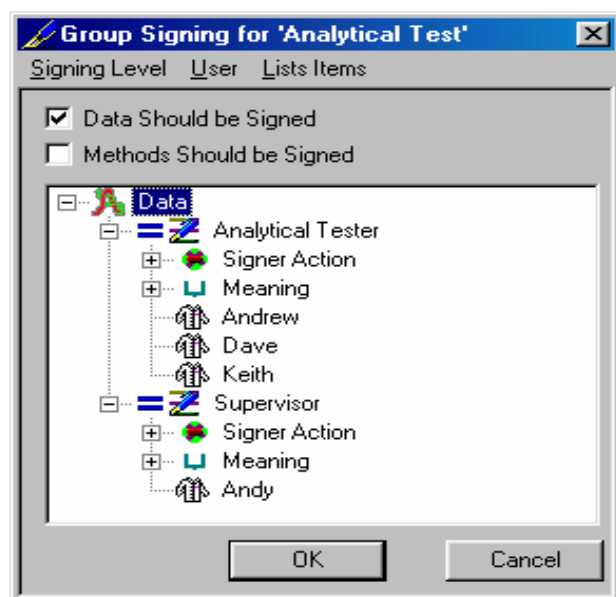 Group Signing for 'Analytical Test'
Signing Level User Lists Items
Data Should be Signed
Methods Should be Signed
Data
Analytical Tester
Signer Action
Meaning
Andrew
Dave
Keith
Supervisor
Signer Action
Meaning
Andy
OK Cancel